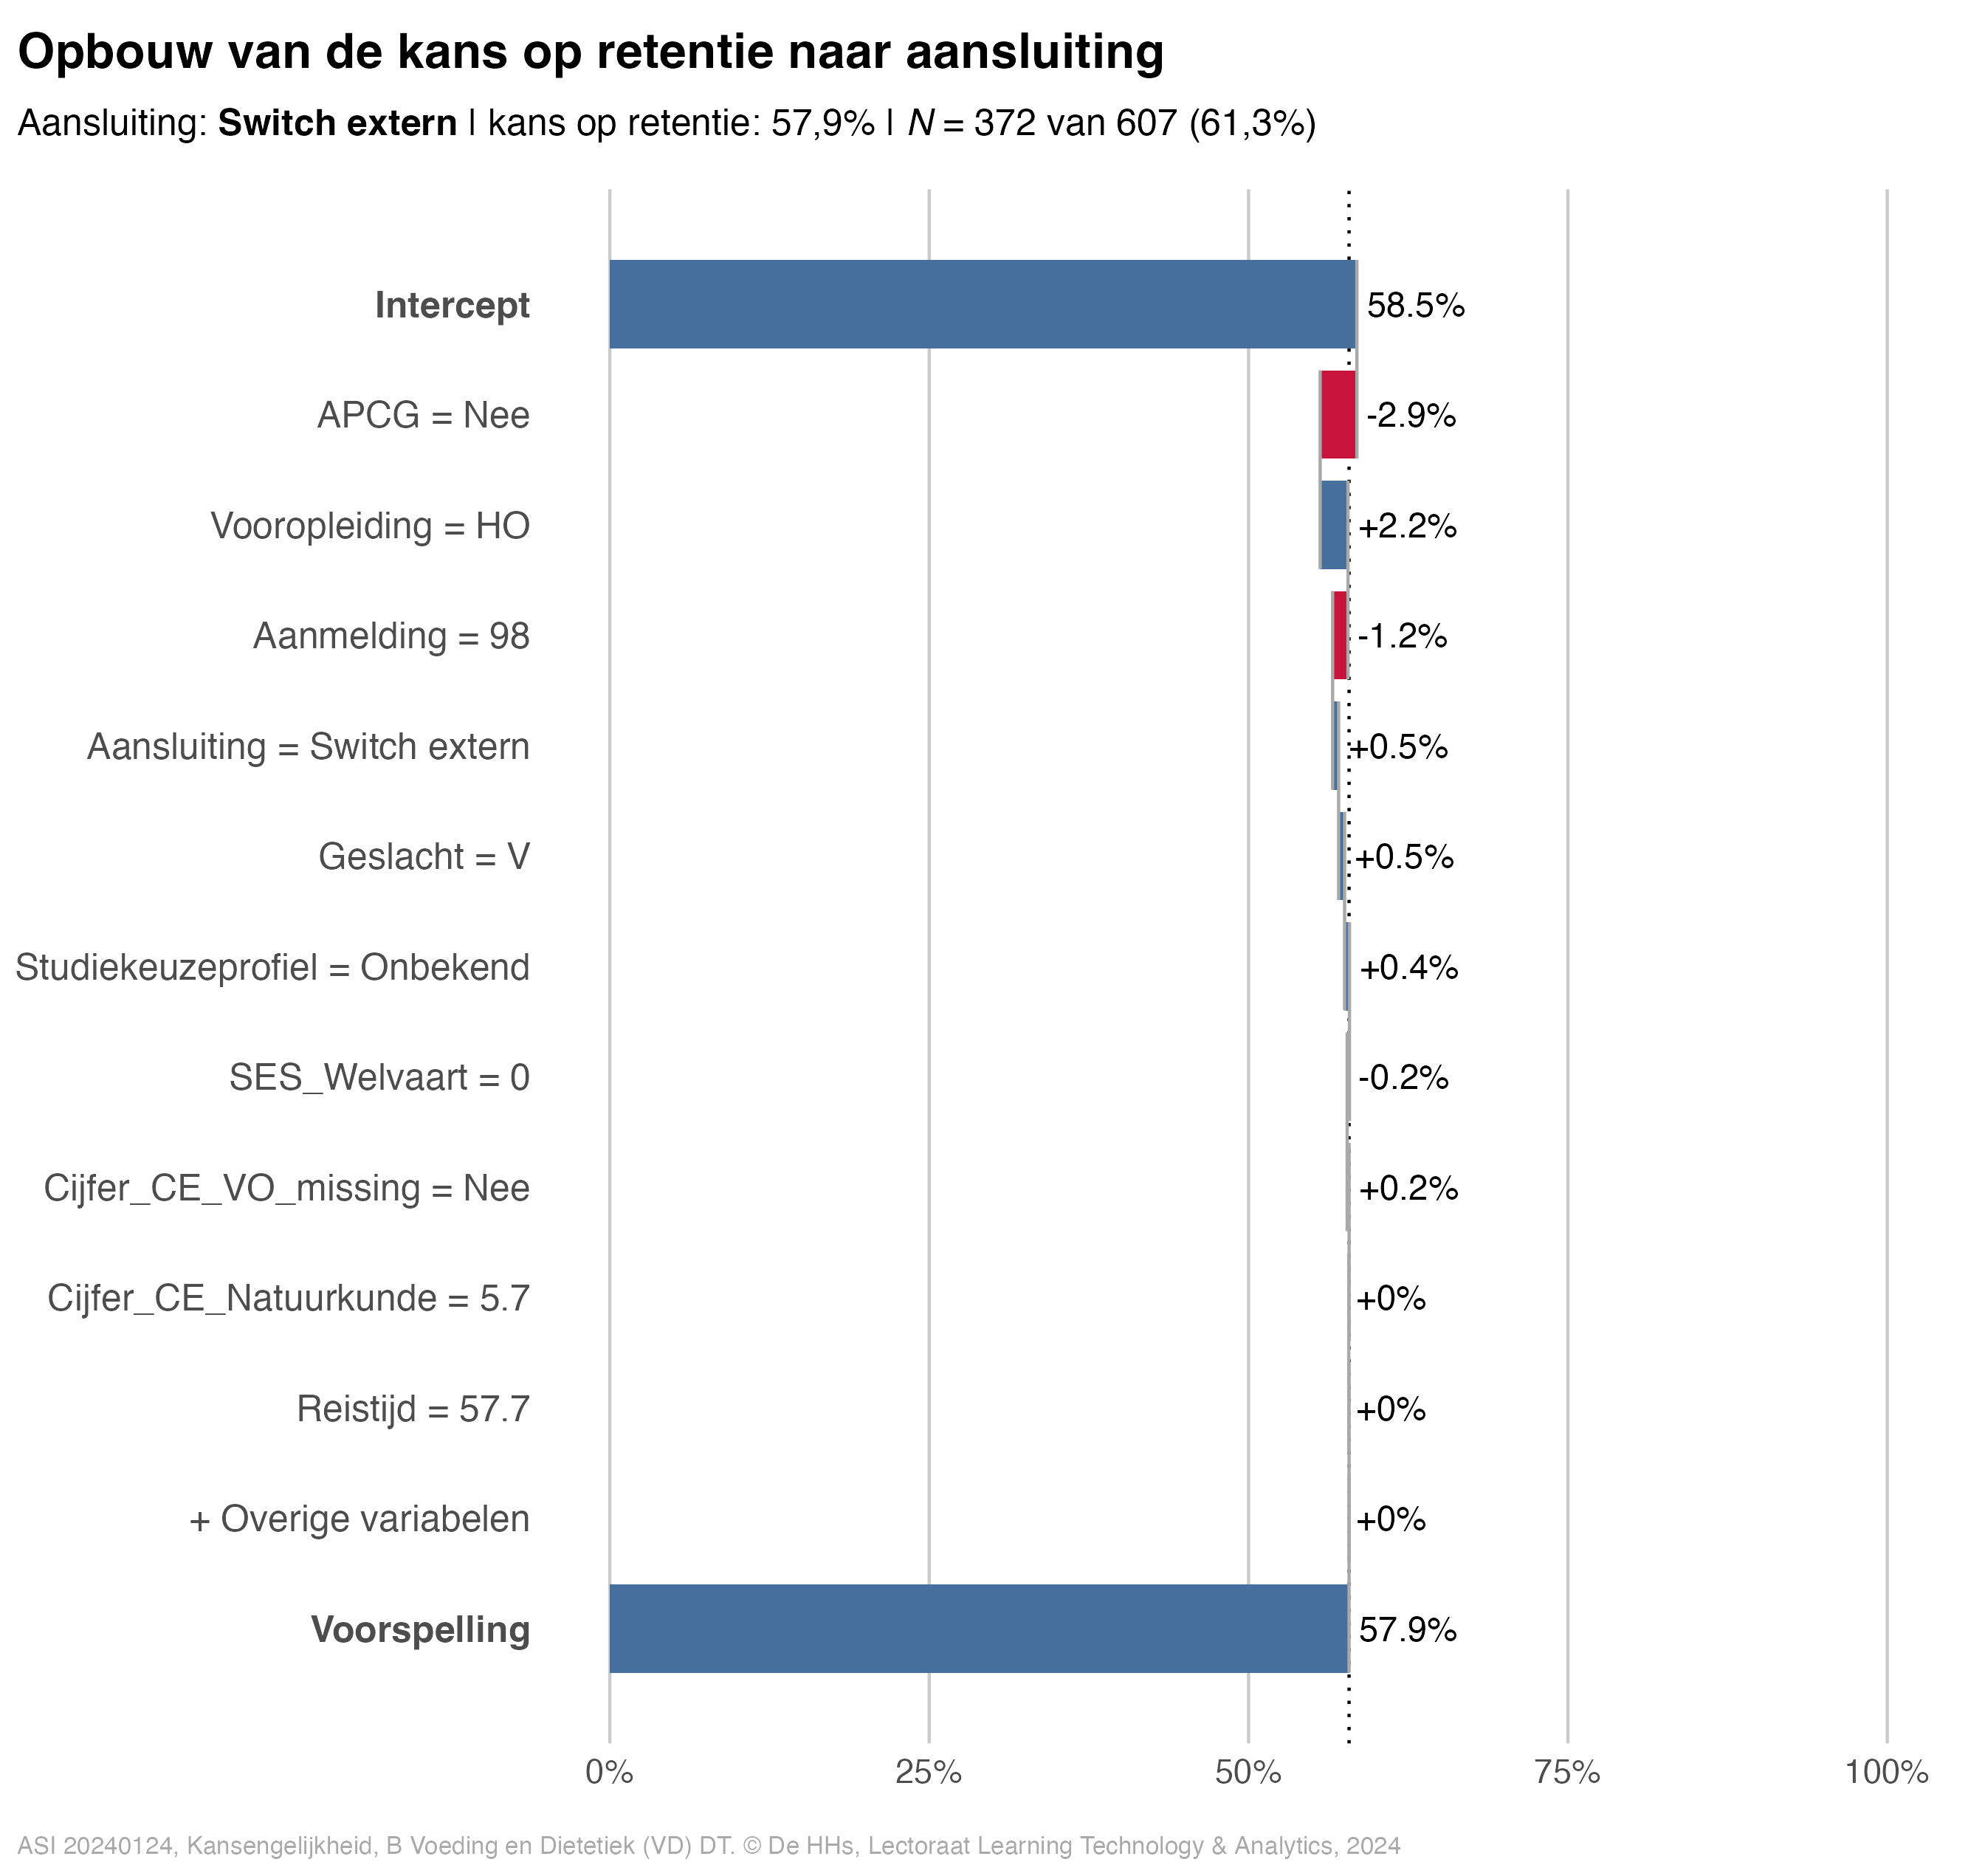 Opbouw van de kans op retentie naar aansluiting
Aansluiting: Switch extern | kans op retentie: 57,9% | N = 372 van 607 (61,3%)
Intercept 58.5%
APCG = Nee -2.9%
Vooropleiding = HO +2.2%
Aanmelding = 98 -1.2%
Aansluiting = Switch extern +0.5%
Geslacht = V +0.5%
Studiekeuzeprofiel = Onbekend +0.4%
SES_Welvaart = 0 -0.2%
Cijfer_CE_VO_missing = Nee +0.2%
Cijfer_CE_Natuurkunde = 5.7 +0%
Reistijd = 57.7 +0%
+ Overige variabelen +0%
Voorspelling 57.9%
0% 25% 50% 75% 100%
ASI 20240124, Kansengelijkheid, B Voeding en Dietetiek (VD) DT. © De HHs, Lectoraat Learning Technology & Analytics, 2024